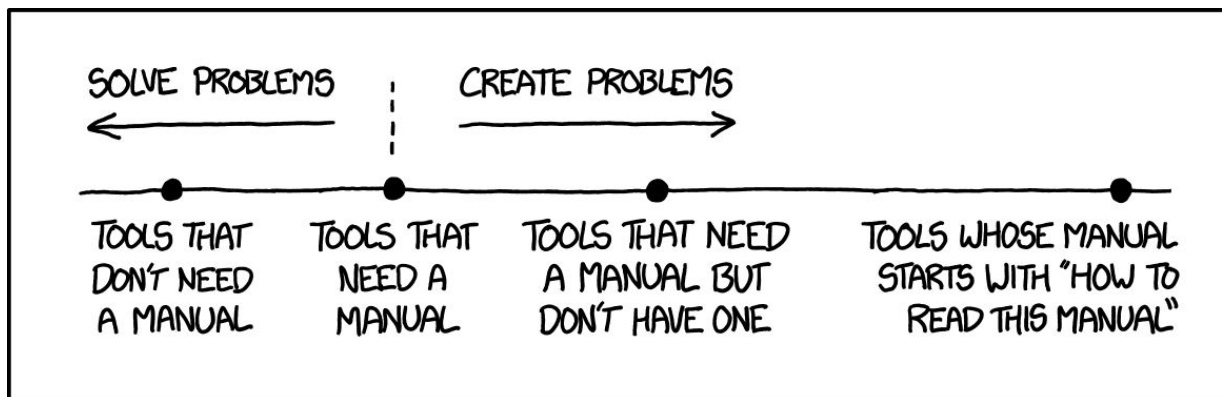 SOLVE PROBLEMS
CREATE PROBLEMS
TOOLS THAT
DON'T NEED
A MANUAL
TOOLS THAT
NEED A
MANUAL
TOOLS THAT NEED
A MANUAL BUT
DON'T HAVE ONE
TOOLS WHOSE MANUAL
STARTS WITH "HOW TO
READ THIS MANUAL"